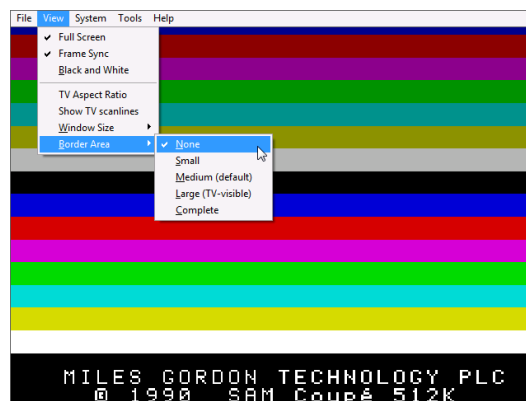 File View System Tools Help
Full Screen
Frame Sync
Black and White
TV Aspect Ratio
Show TV scanlines
Window Size
Border Area
None
Small
Medium (default)
Large (TV-visible)
Complete
MILES GORDON TECHNOLOGY PLC
© 1990 SAM Coupé 512K